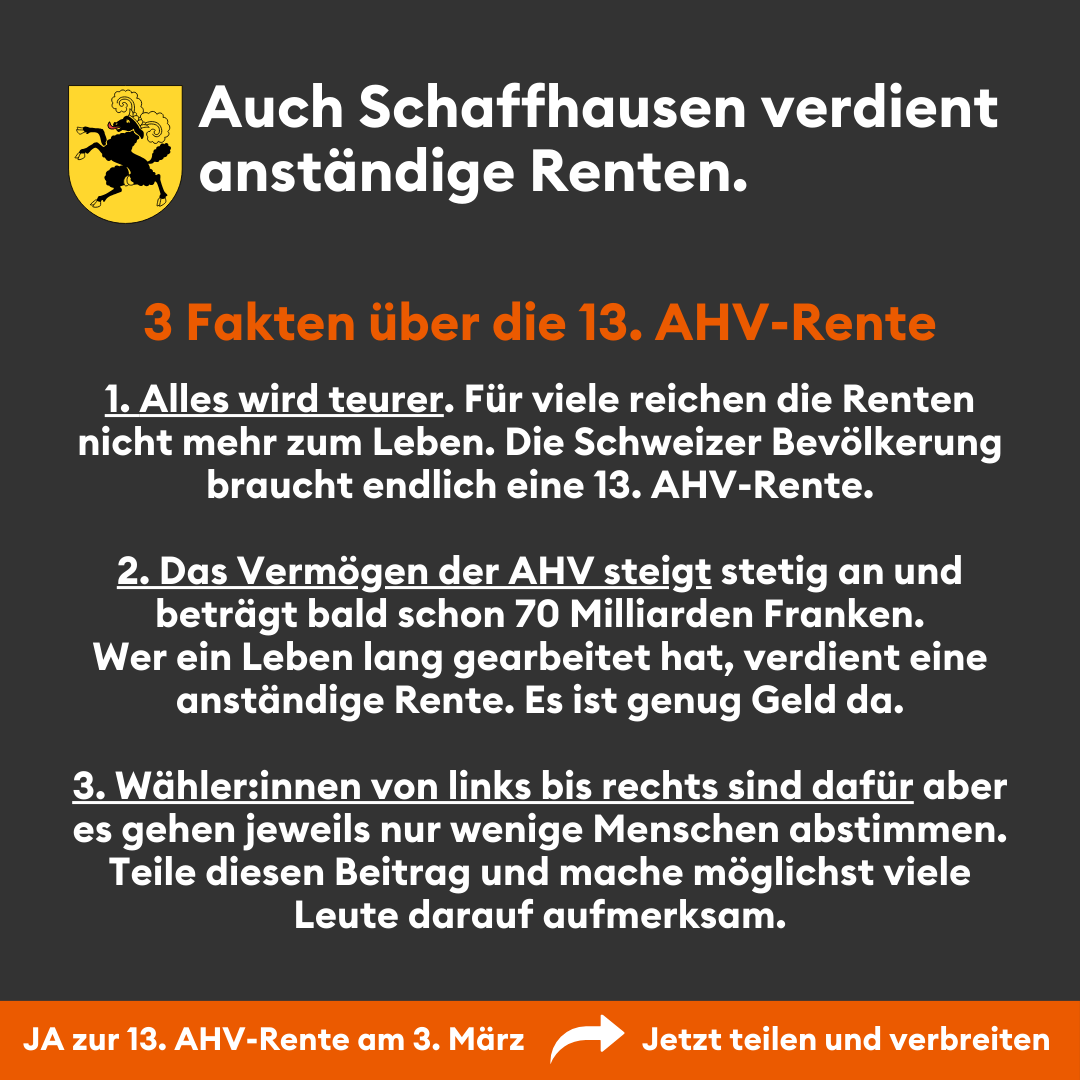 Auch Schaffhausen verdient
anständige Renten.
3 Fakten über die 13. AHV-Rente
1. Alles wird teurer. Für viele reichen die Renten
nicht mehr zum Leben. Die Schweizer Bevölkerung
braucht endlich eine 13. AHV-Rente.
2. Das Vermögen der AHV steigt stetig an und
beträgt bald schon 70 Milliarden Franken.
Wer ein Leben lang gearbeitet hat, verdient eine
anständige Rente. Es ist genug Geld da.
3. Wähler:innen von links bis rechts sind dafür aber
es gehen jeweils nur wenige Menschen abstimmen.
Teile diesen Beitrag und mache möglichst viele
Leute darauf aufmerksam.
JA zur 13. AHV-Rente am 3. März
Jetzt teilen und verbreiten